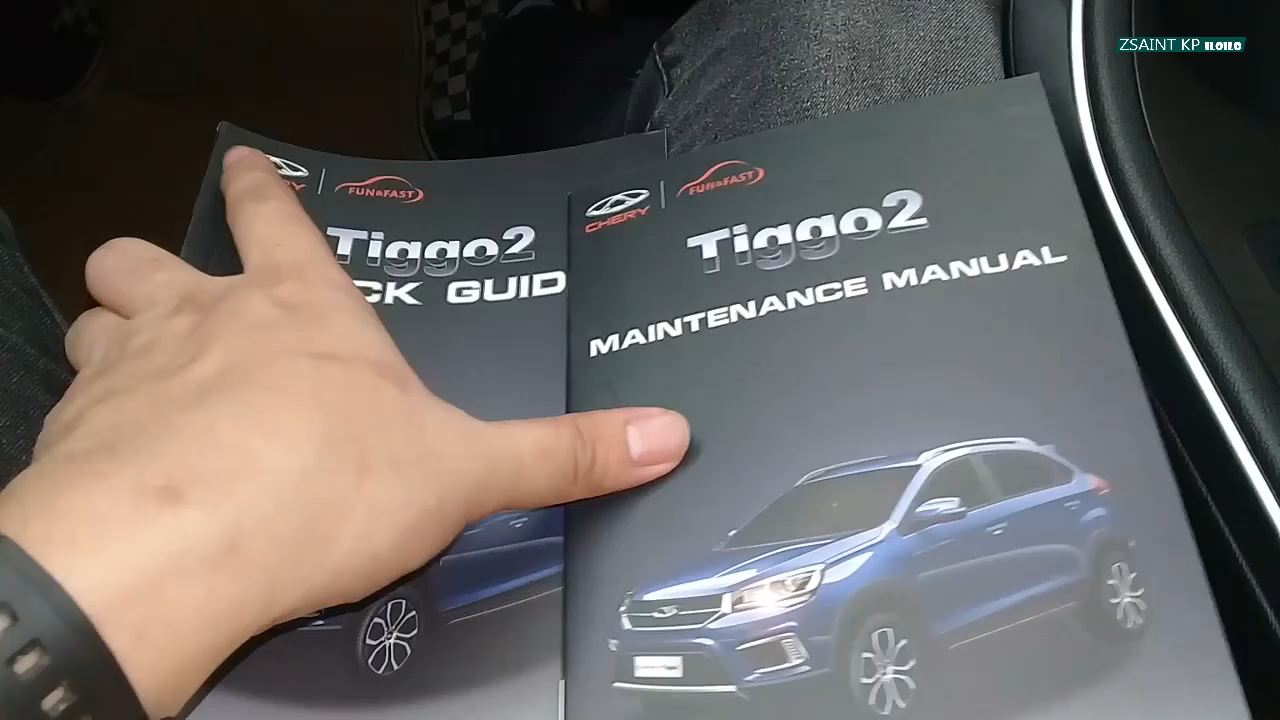 ZSAINT KP ILOILO
CHERY
FUN&FAST
Tiggo2
CK GUID
CHERY
FUN&FAST
Tiggo2
MAINTENANCE MANUAL